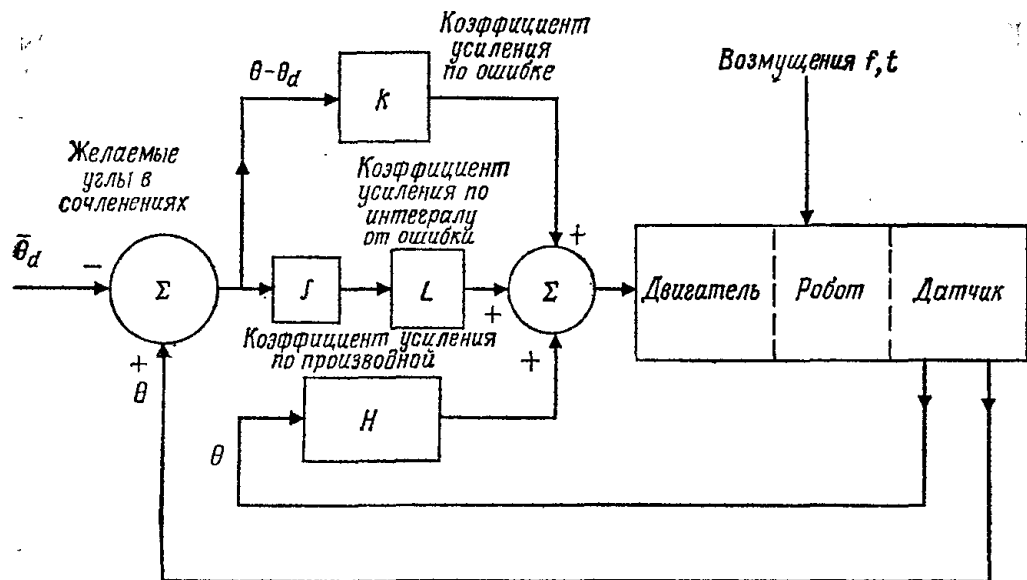 Коэффициент
усиления
по ошибке
θ-θd
K
Возмущения f,t
Желаемые
углы в
сочленениях
Коэффициент
усиления по
интегралу
от ошибки
+
θ̄d
−
Σ
∫
L
+
Σ
Двигатель
Робот
Датчик
Коэффициент усиления
по производной
+
+
θ
H
θ